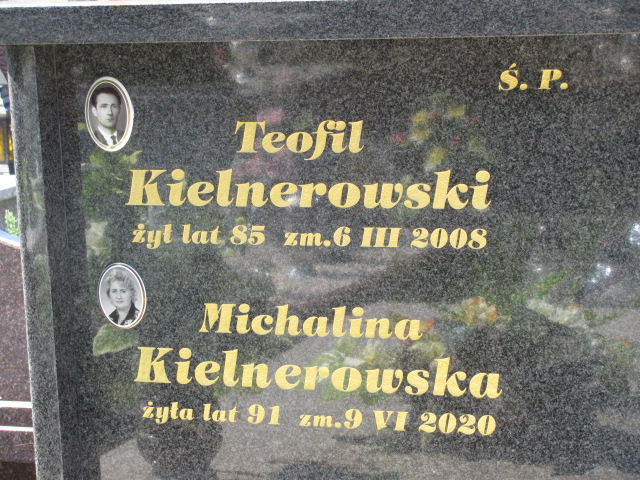 Ś. P.
Teofil
Kielnerowski
żył lat 85 zm.6 III 2008
Michalina
Kielnerowska
żyła lat 91 zm.9 VI 2020